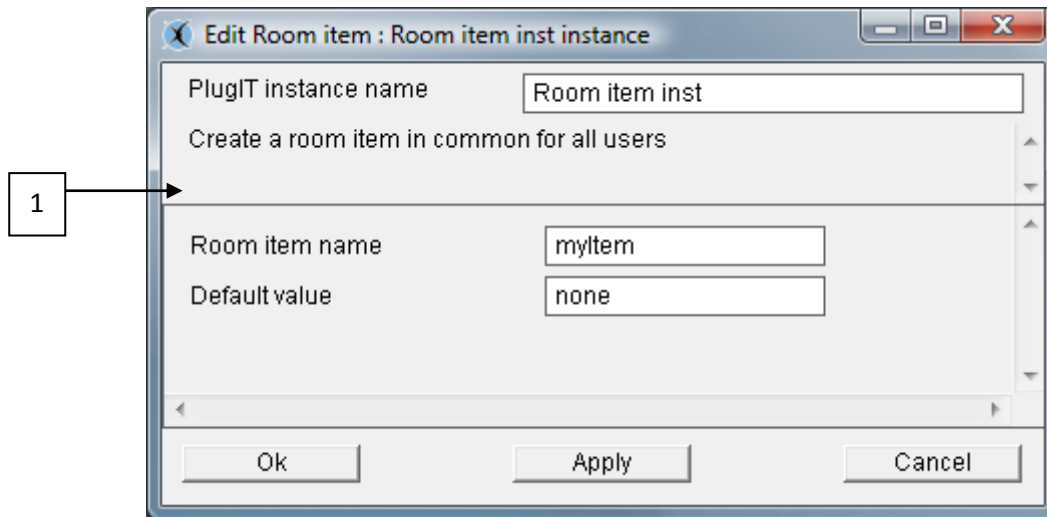 Edit Room item : Room item inst instance
PlugIT instance name Room item inst
Create a room item in common for all users
1
Room item name myItem
Default value none
Ok Apply Cancel